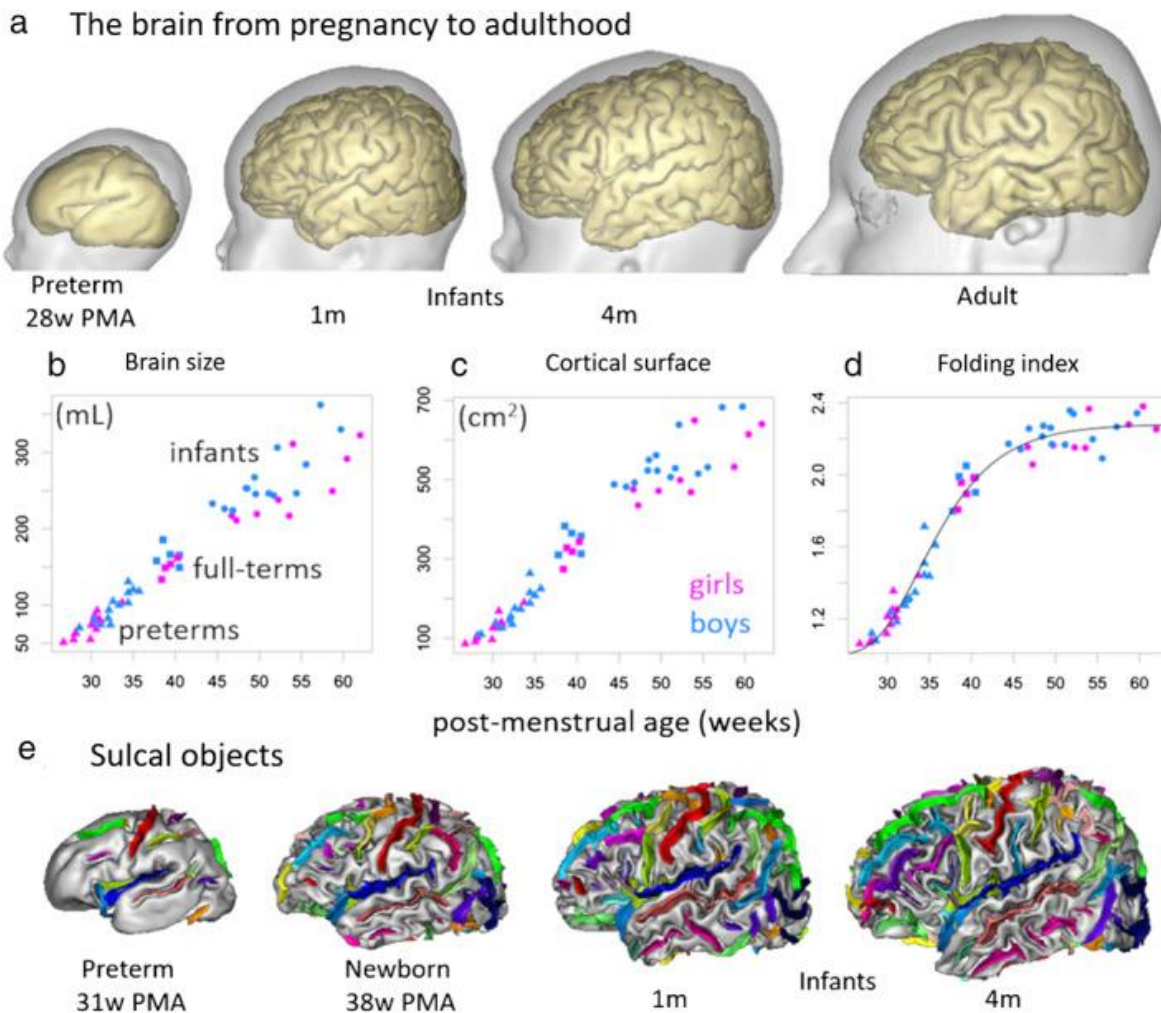 a The brain from pregnancy to adulthood
Preterm
28w PMA
Infants
1m
4m
Adult
b Brain size
(mL)
infants
full-terms
preterms
300
200
100
50
30 35 40 45 50 55 60
c Cortical surface
(cm²)
girls
boys
700
500
300
100
30 35 40 45 50 55 60
d Folding index
2.4
2.0
1.6
1.2
30 35 40 45 50 55 60
post-menstrual age (weeks)
e Sulcal objects
Preterm
31w PMA
Newborn
38w PMA
1m
Infants
4m